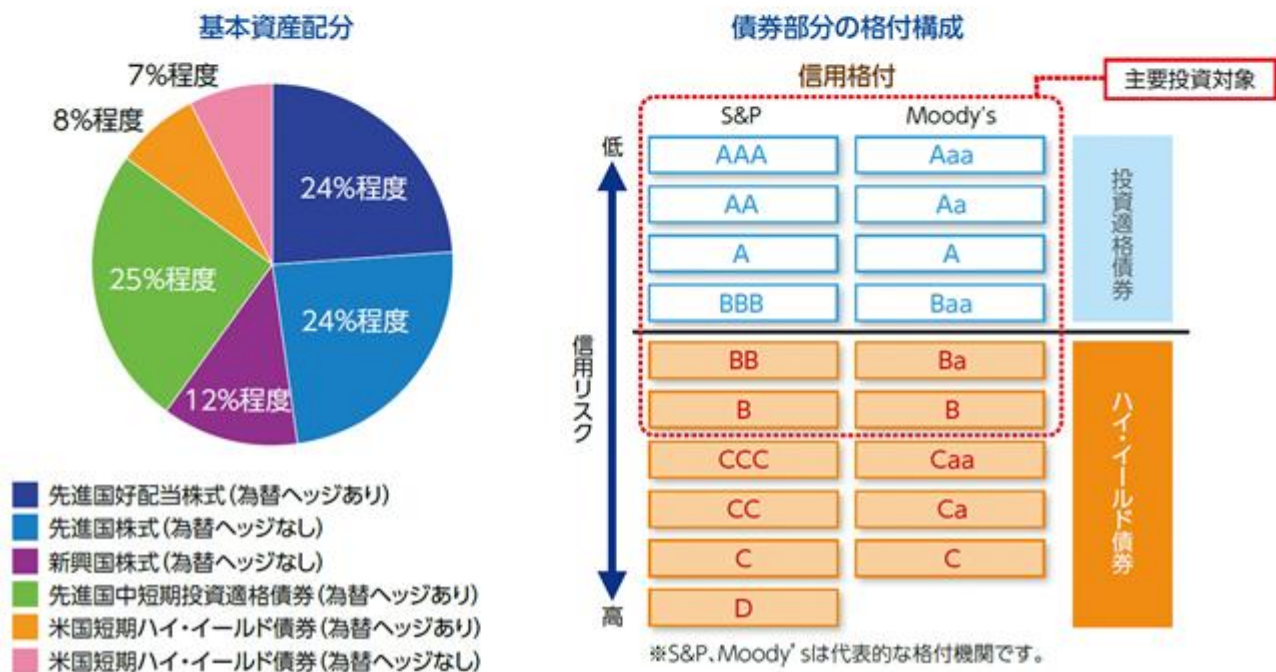 基本資産配分
7%程度
8%程度
24%程度
25%程度
24%程度
12%程度
先進国好配当株式(為替ヘッジあり)
先進国株式(為替ヘッジなし)
新興国株式(為替ヘッジなし)
先進国中短期投資適格債券(為替ヘッジあり)
米国短期ハイ・イールド債券(為替ヘッジあり)
米国短期ハイ・イールド債券(為替ヘッジなし)
債券部分の格付構成
信用格付
主要投資対象
S&P Moody's
低
AAA Aaa
AA Aa
A A
BBB Baa
投資適格債券
信用リスク
BB Ba
B B
CCC Caa
CC Ca
C C
D
ハイ・イールド債券
高
※S&P、Moody'sは代表的な格付機関です。